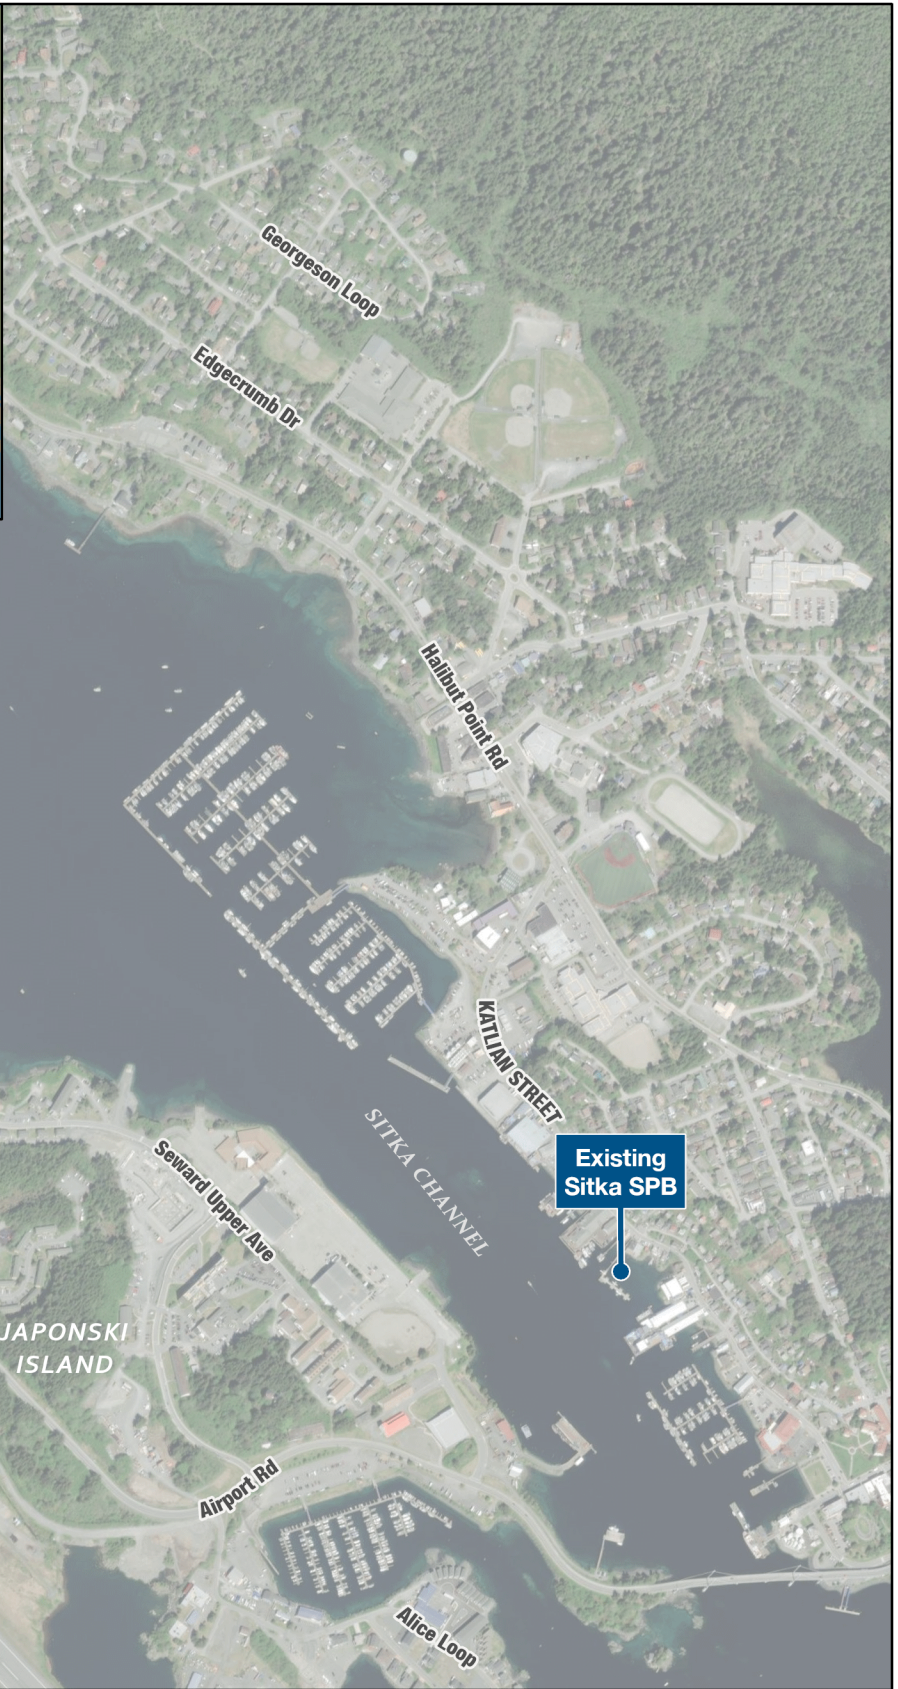 Georgeson Loop
Edgecrumb Dr
Halibut Point Rd
KATLIAN STREET
SITKA CHANNEL
Existing
Sitka SPB
Seward Upper Ave
JAPONSKI
ISLAND
Airport Rd
Alice Loop